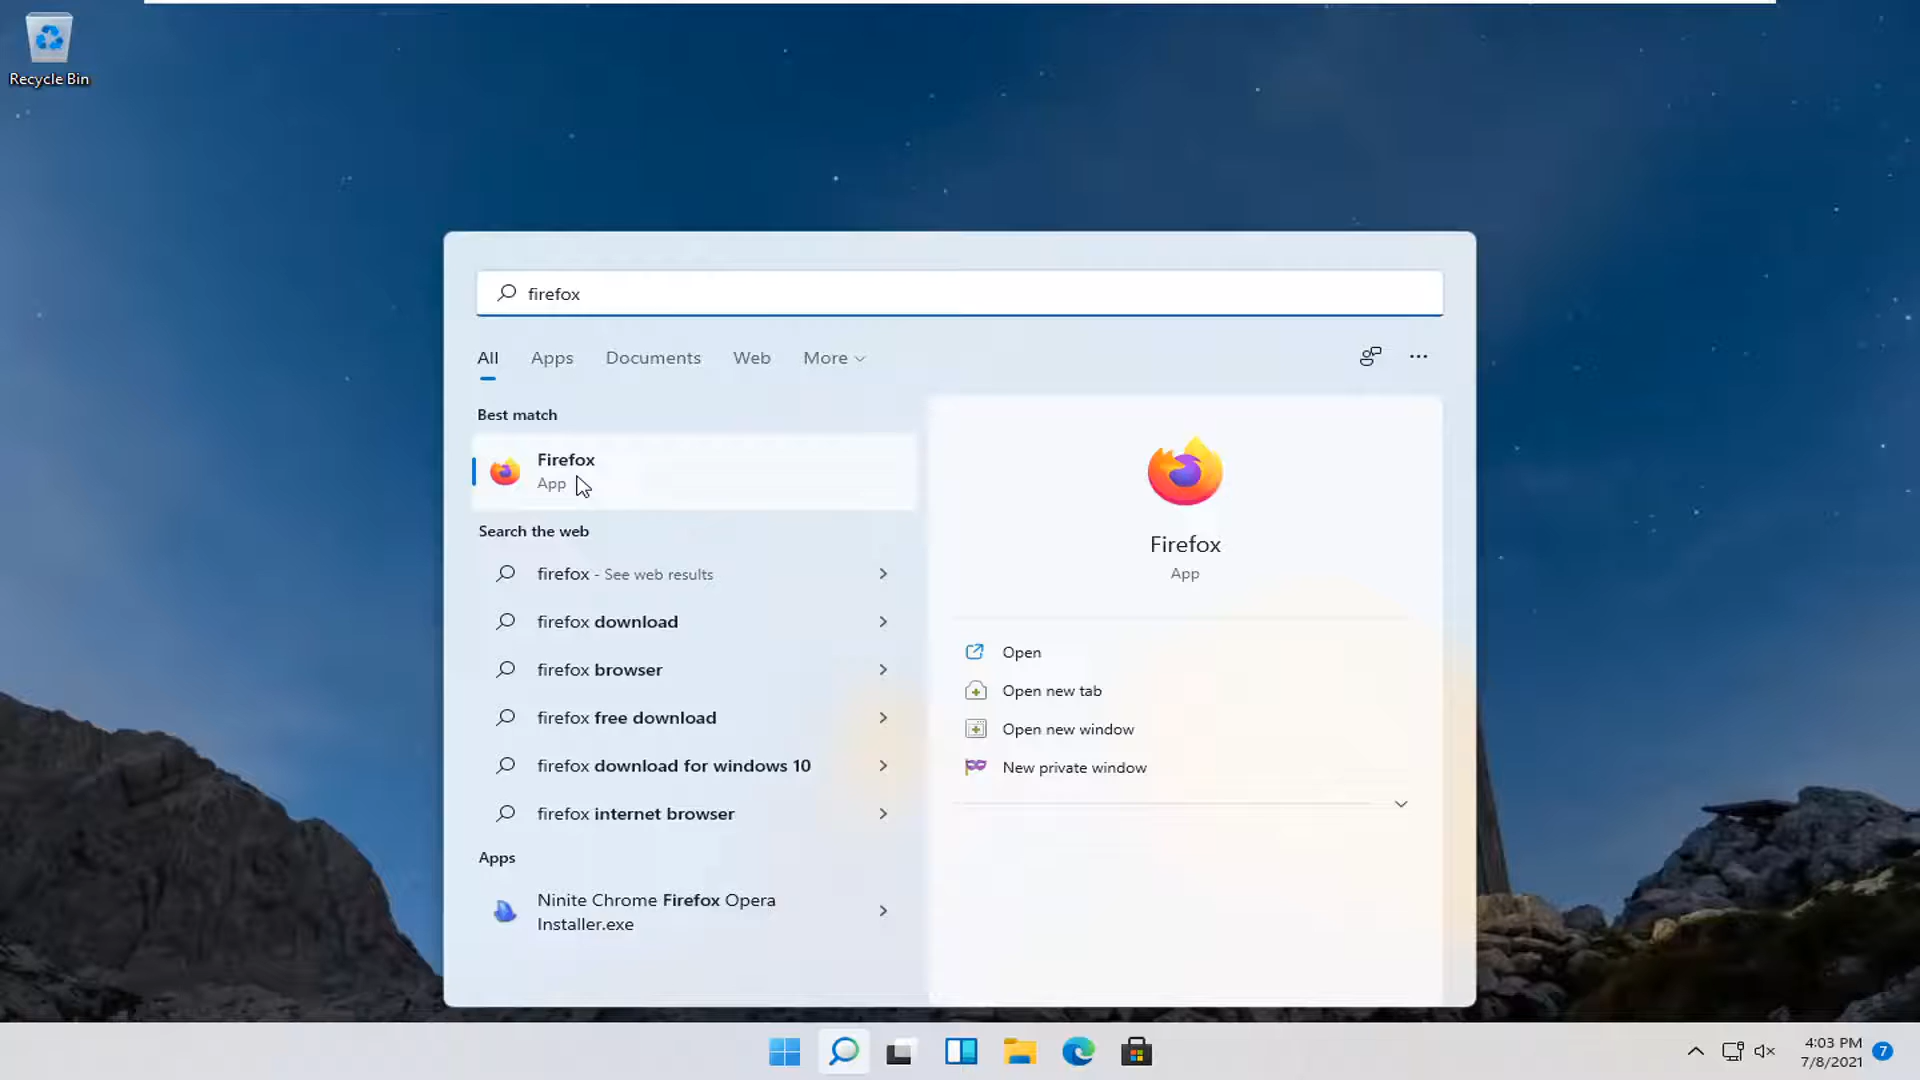 Recycle Bin
firefox
All
Apps
Documents
Web
More
Best match
Firefox
App
Search the web
firefox - See web results
firefox download
firefox browser
firefox free download
firefox download for windows 10
firefox internet browser
Apps
Ninite Chrome Firefox Opera
Installer.exe
Firefox
App
Open
Open new tab
Open new window
New private window
4:03 PM
7/8/2021
7